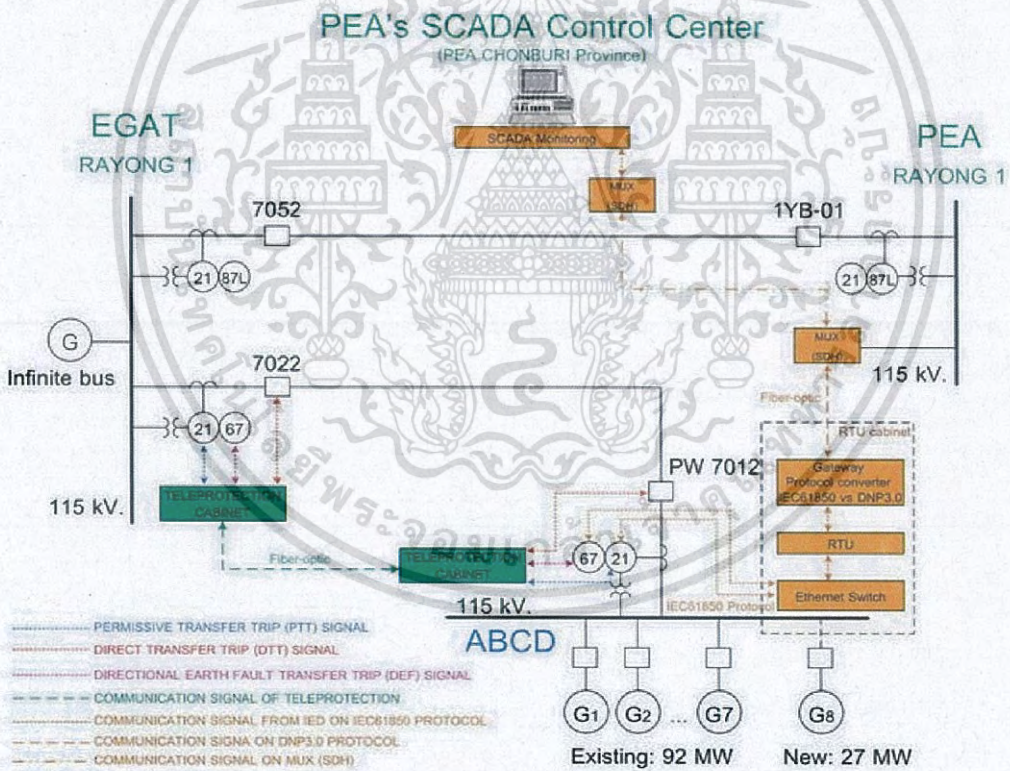 PEA's SCADA Control Center
(PEA CHONBURI Province)
EGAT
RAYONG 1
SCADA Monitoring
PEA
RAYONG 1
MUX
(SDH)
7052
1YB-01
21
87L
21
87L
G
Infinite bus
7022
MUX
(SDH)
115 kV.
Fiber-optic
21
67
RTU cabinet
PW 7012
Gateway
Protocol converter
IEC61850 vs DNP3.0
115 kV.
TELEPROTECTION
CABINET
RTU
Fiber-optic
TELEPROTECTION
CABINET
67
21
Ethernet Switch
IEC61850 Protocol
115 kV.
ABCD
PERMISSIVE TRANSFER TRIP (PTT) SIGNAL
DIRECT TRANSFER TRIP (DTT) SIGNAL
DIRECTIONAL EARTH FAULT TRANSFER TRIP (DEF) SIGNAL
COMMUNICATION SIGNAL OF TELEPROTECTION
COMMUNICATION SIGNAL FROM IED ON IEC61850 PROTOCOL
COMMUNICATION SIGNA ON DNP3.0 PROTOCOL
COMMUNICATION SIGNAL ON MUX (SDH)
G1
G2
...
G7
G8
Existing: 92 MW
New: 27 MW